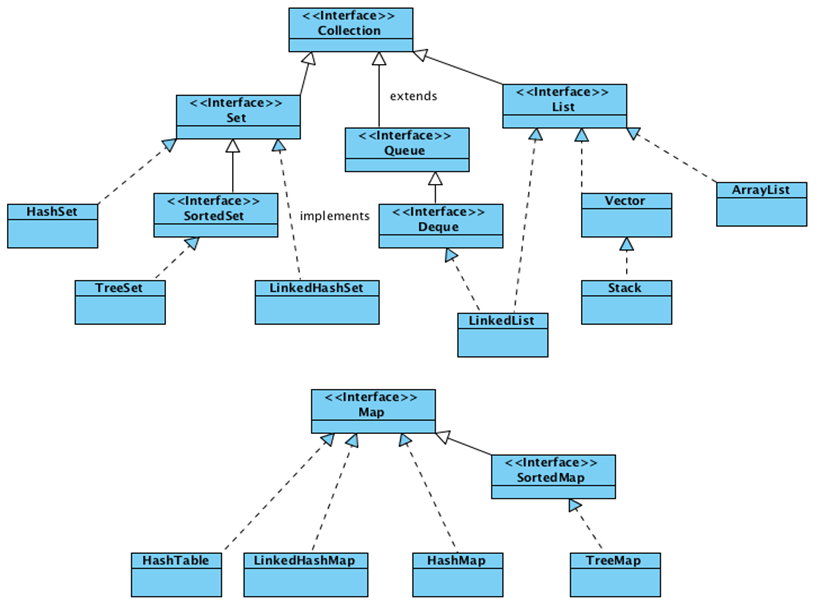 <<Interface>>
Collection
<<Interface>>
List
<<Interface>>
Set
extends
<<Interface>>
Queue
ArrayList
<<Interface>>
SortedSet
Vector
HashSet
<<Interface>>
Deque
implements
TreeSet
LinkedHashSet
Stack
LinkedList
<<Interface>>
Map
<<Interface>>
SortedMap
HashTable
LinkedHashMap
HashMap
TreeMap